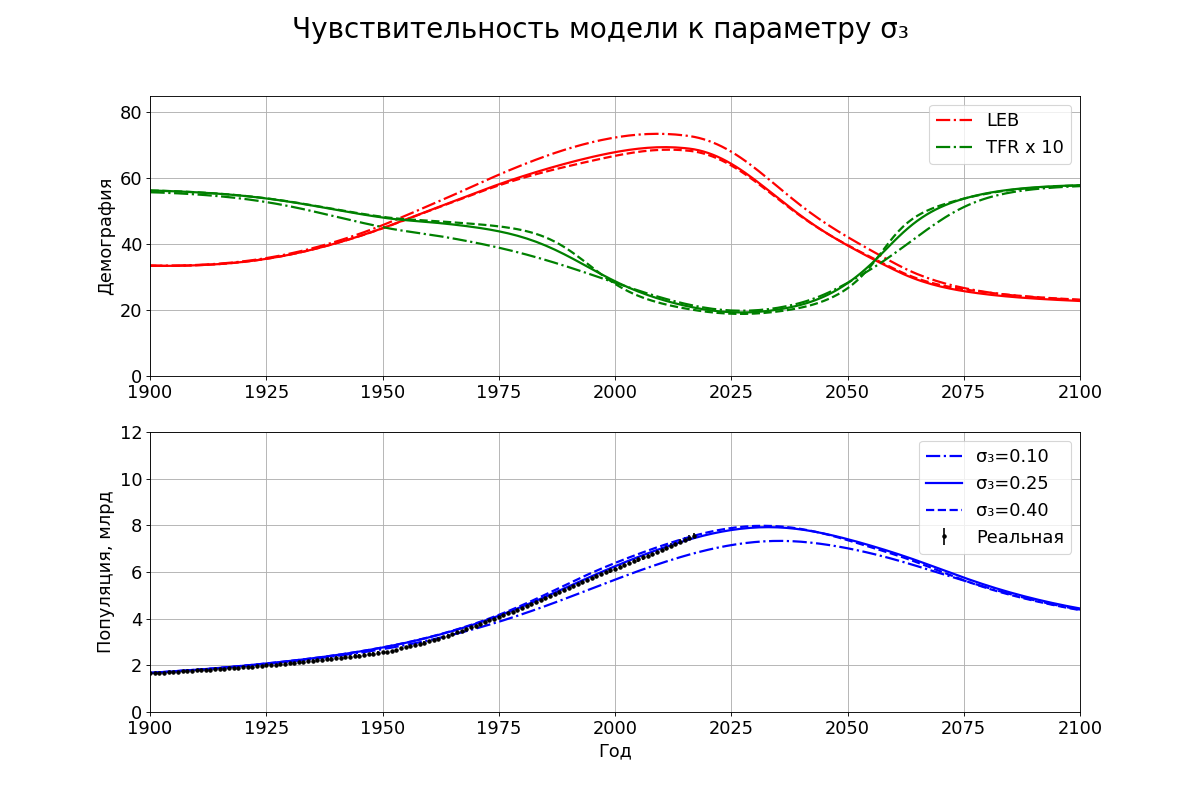 Чувствительность модели к параметру σ₃
80
60
40
20
0
Демография
LEB
TFR x 10
1900 1925 1950 1975 2000 2025 2050 2075 2100
12
10
8
6
4
2
0
Популяция, млрд
σ₃=0.10
σ₃=0.25
σ₃=0.40
Реальная
1900 1925 1950 1975 2000 2025 2050 2075 2100
Год